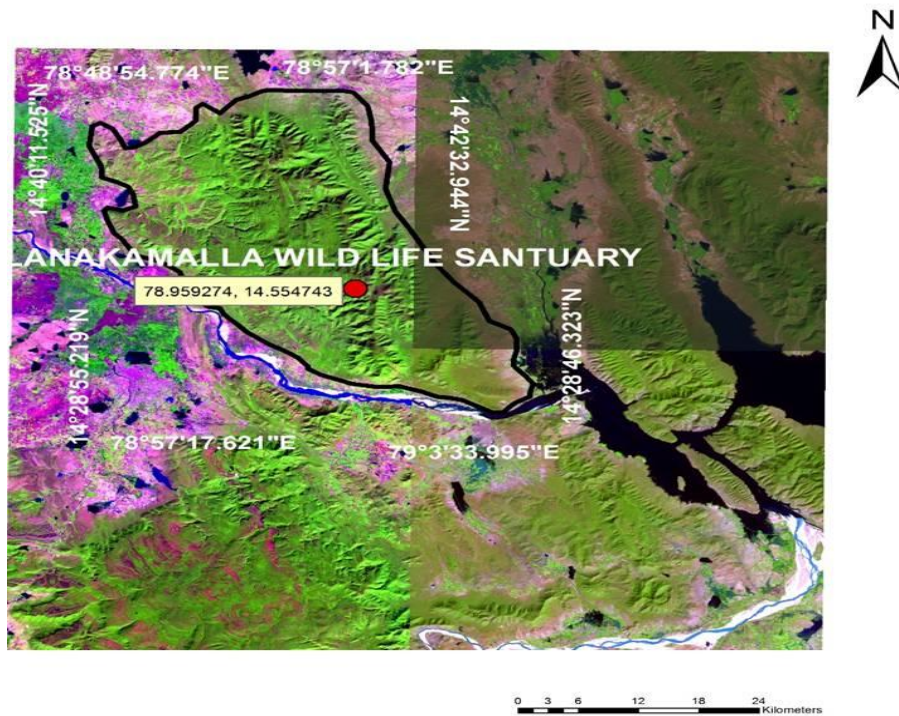 N
78°48'54.774"E
78°57'1.782"E
14°40'11.525"N
14°42'32.944"N
LANAKAMALLA WILD LIFE SANTUARY
78.959274, 14.554743
14°28'55.219"N
14°28'46.323"N
78°57'17.621"E
79°3'33.995"E
0 3 6 12 18 24
Kilometers